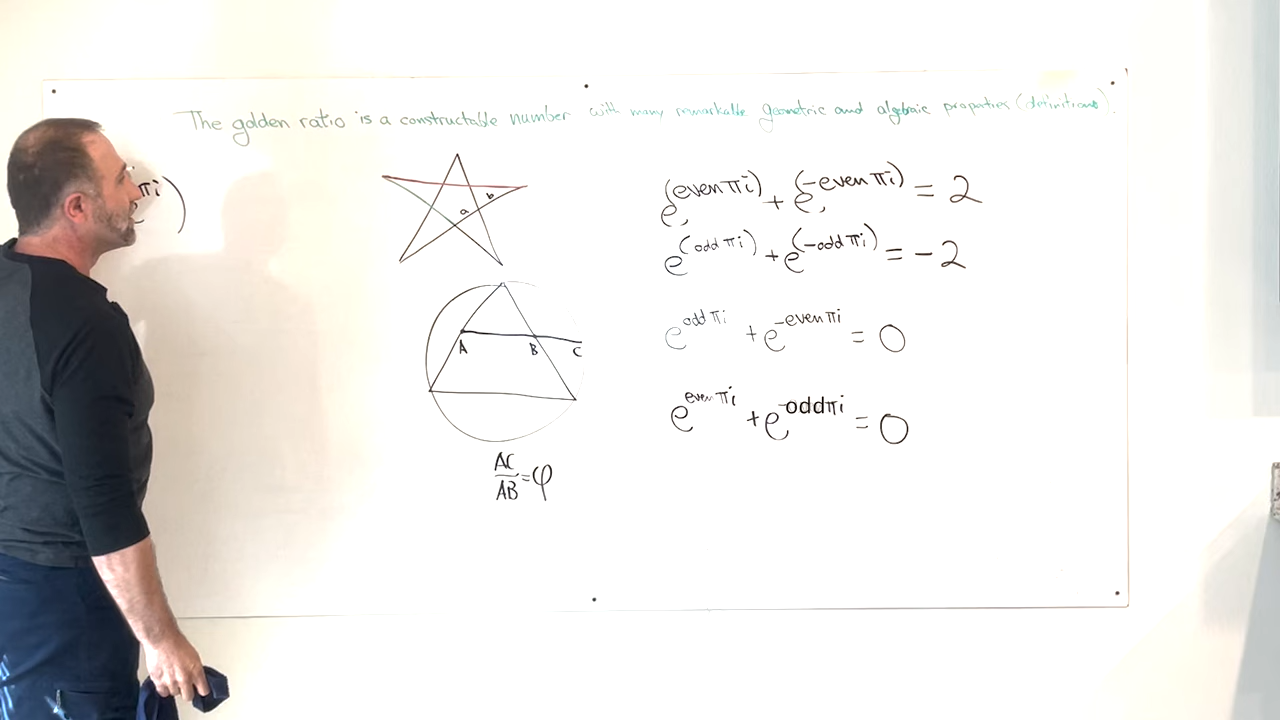 The golden ratio is a constructable number with many remarkable geometric and algebraic properties (definitions).
πi)
a b
e^(even πi) + e^(-even πi) = 2
e^(odd πi) + e^(-odd πi) = -2
A B C
e^odd πi + e^-even πi = 0
e^even πi + e^-odd πi = 0
AC/AB = φ